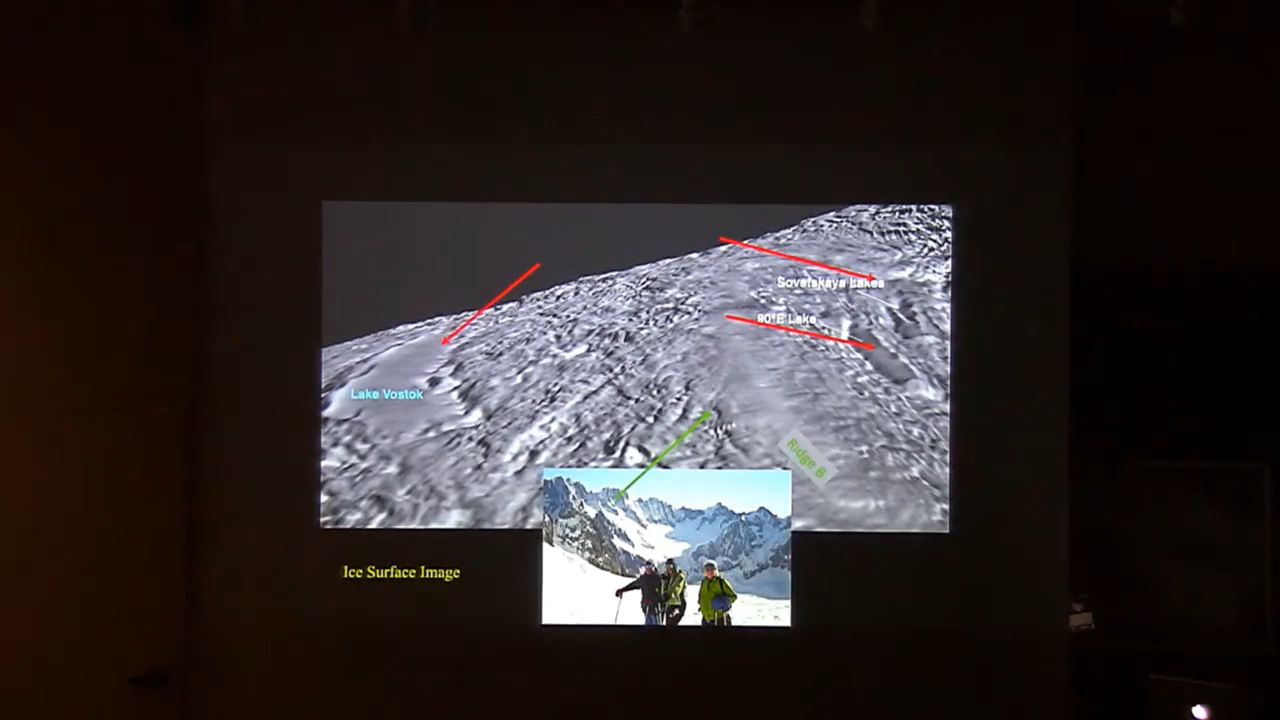 Sovetskaya Lakes
90°E Lake
Lake Vostok
Ridge B
Ice Surface Image